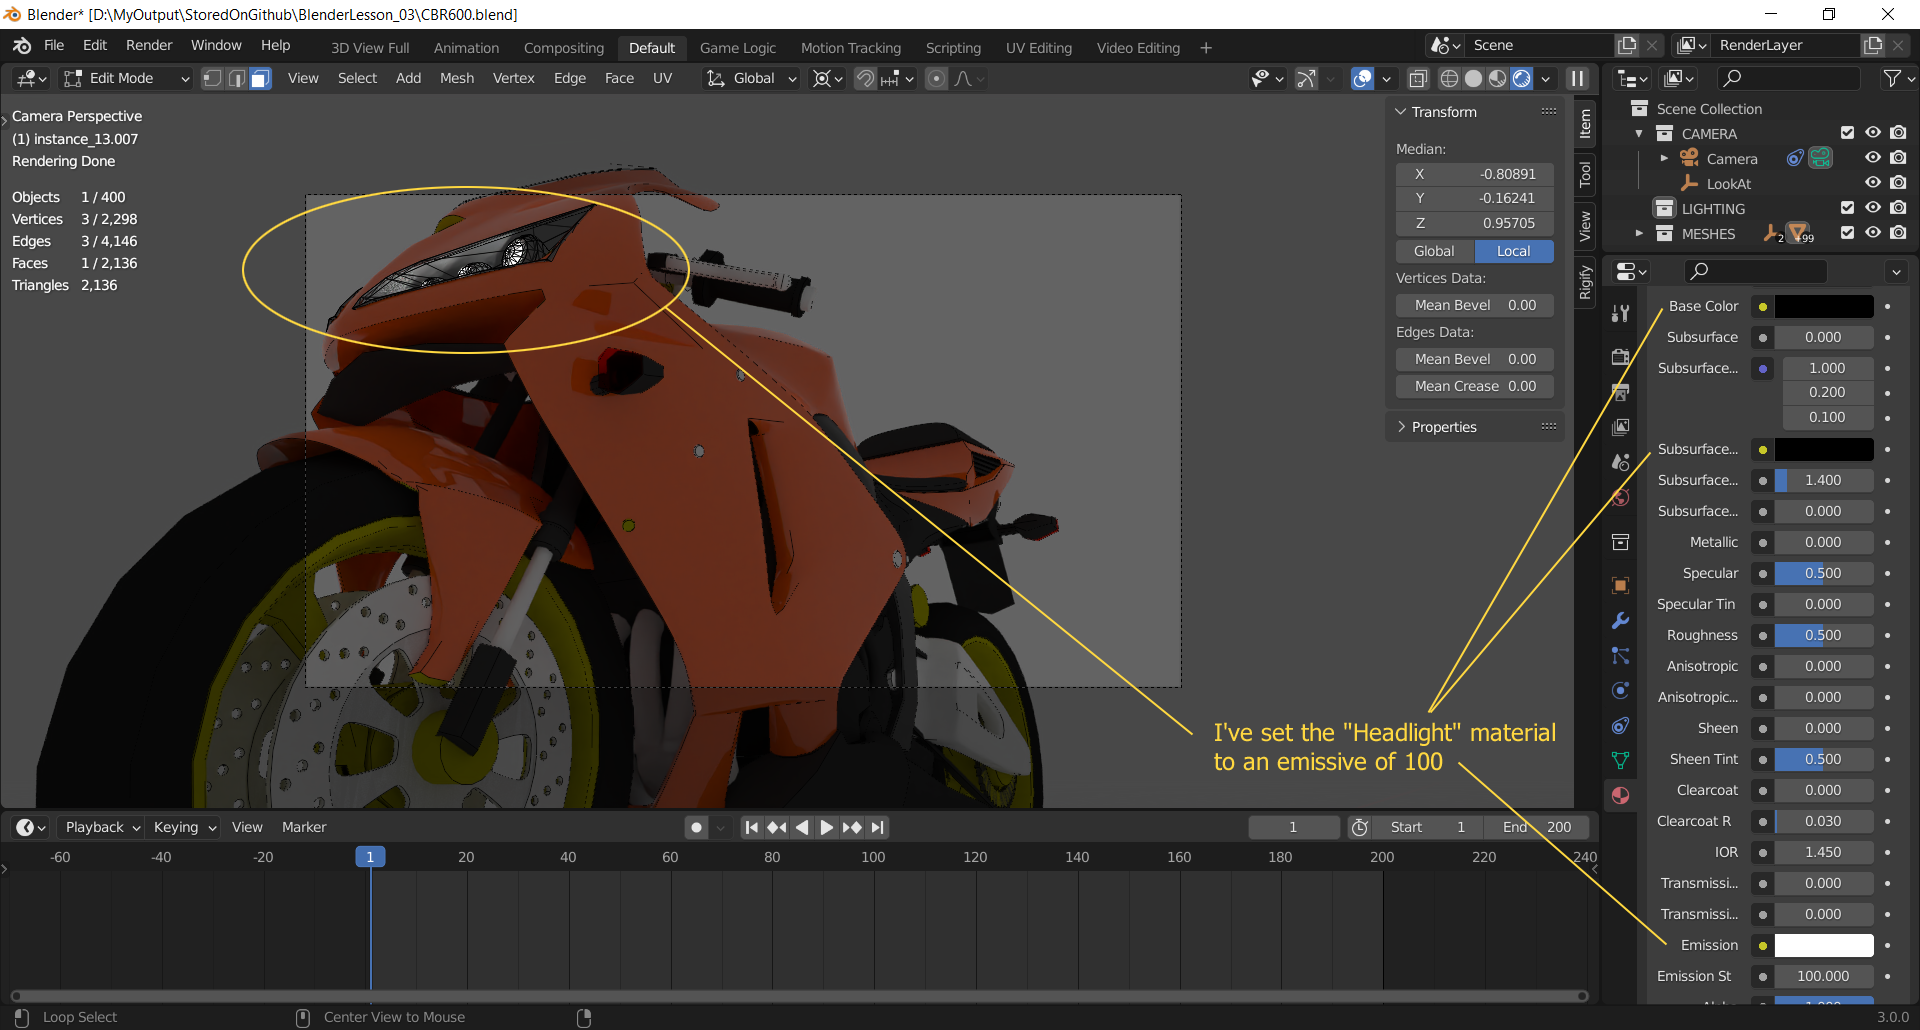 Blender* [D:\MyOutput\StoredOnGithub\BlenderLesson_03\CBR600.blend]
File Edit Render Window Help 3D View Full Animation Compositing Default Game Logic Motion Tracking Scripting UV Editing Video Editing + Scene RenderLayer
Edit Mode View Select Add Mesh Vertex Edge Face UV Global
Camera Perspective
(1) instance_13.007
Rendering Done
Objects 1 / 400
Vertices 3 / 2,298
Edges 3 / 4,146
Faces 1 / 2,136
Triangles 2,136
Transform
Median:
X -0.80891
Y -0.16241
Z 0.95705
Global Local
Vertices Data:
Mean Bevel 0.00
Edges Data:
Mean Bevel 0.00
Mean Crease 0.00
Properties
Item
Tool
View
Rigify
Scene Collection
CAMERA
Camera
LookAt
LIGHTING
MESHES 2 +99
Base Color
Subsurface 0.000
Subsurface... 1.000
0.200
0.100
Subsurface...
Subsurface... 1.400
Subsurface... 0.000
Metallic 0.000
Specular 0.500
Specular Tin 0.000
Roughness 0.500
Anisotropic 0.000
Anisotropic... 0.000
Sheen 0.000
Sheen Tint 0.500
Clearcoat 0.000
Clearcoat R 0.030
IOR 1.450
Transmissi... 0.000
Transmissi... 0.000
Emission
Emission St 100.000
I've set the "Headlight" material
to an emissive of 100
Playback Keying View Marker 1 Start 1 End 200
-60 -40 -20 1 20 40 60 80 100 120 140 160 180 200 220 240
Loop Select Center View to Mouse 3.0.0